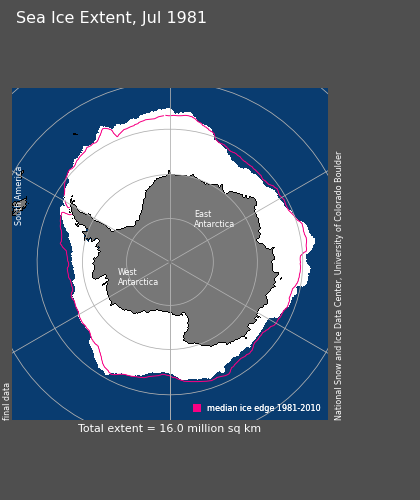 Sea Ice Extent, Jul 1981
South America
East
Antarctica
West
Antarctica
median ice edge 1981-2010
final data
National Snow and Ice Data Center, University of Colorado Boulder
Total extent = 16.0 million sq km